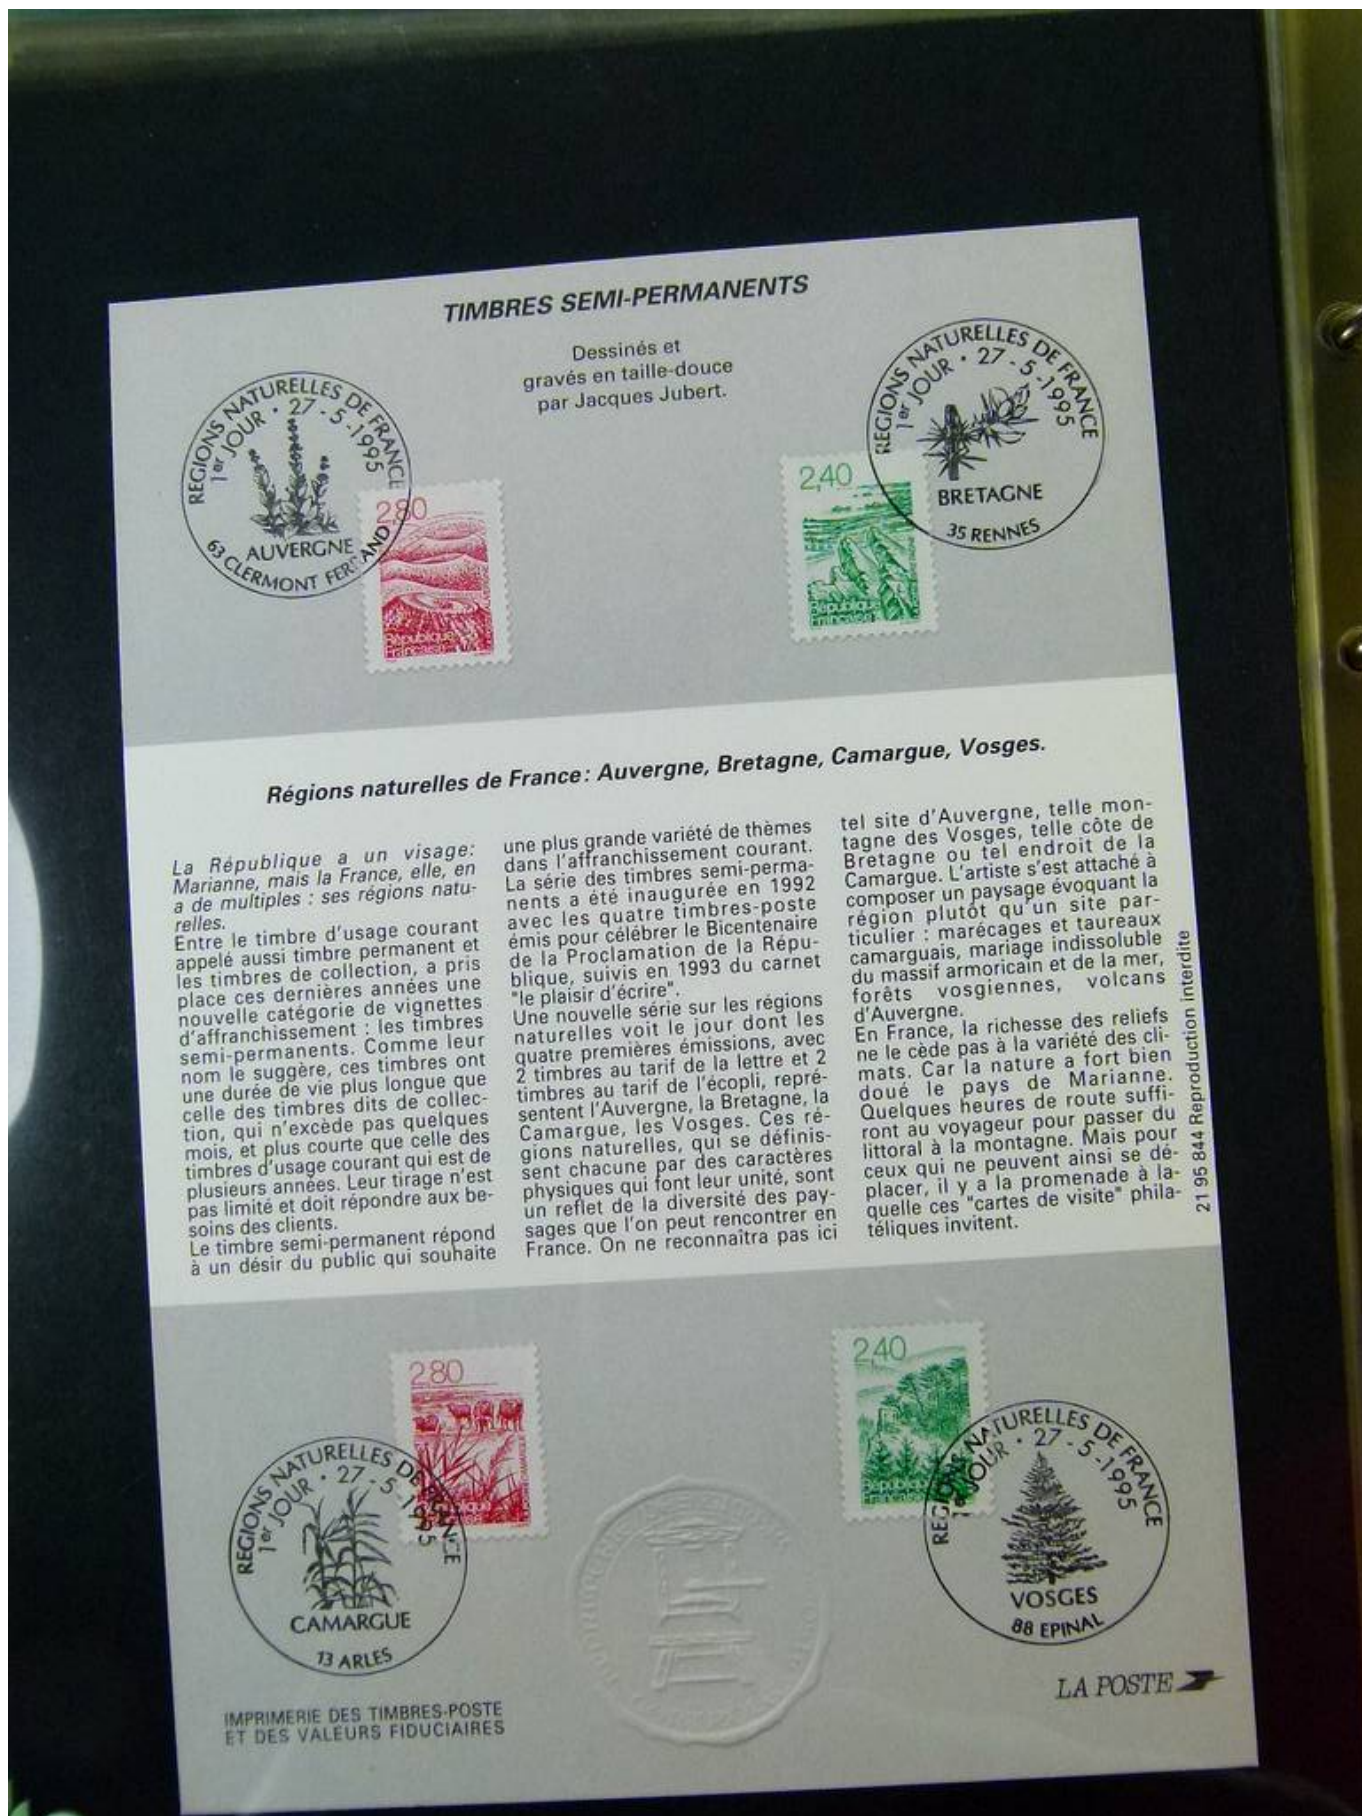 TIMBRES SEMI-PERMANENTS
Dessinés et
gravés en taille-douce
par Jacques Jubert.
REGIONS NATURELLES DE FRANCE
1er JOUR · 27-5-1995
AUVERGNE
63 CLERMONT FERRAND
2,80
République
Française
REGIONS NATURELLES DE FRANCE
1er JOUR · 27-5-1995
BRETAGNE
35 RENNES
2,40
République
Française
Régions naturelles de France: Auvergne, Bretagne, Camargue, Vosges.
La République a un visage:
Marianne, mais la France, elle, en
a de multiples : ses régions natu-
relles.
Entre le timbre d'usage courant
appelé aussi timbre permanent et
les timbres de collection, a pris
place ces dernières années une
nouvelle catégorie de vignettes
d'affranchissement : les timbres
semi-permanents. Comme leur
nom le suggère, ces timbres ont
une durée de vie plus longue que
celle des timbres dits de collec-
tion, qui n'excède pas quelques
mois, et plus courte que celle des
timbres d'usage courant qui est de
plusieurs années. Leur tirage n'est
pas limité et doit répondre aux be-
soins des clients.
Le timbre semi-permanent répond
à un désir du public qui souhaite
une plus grande variété de thèmes
dans l'affranchissement courant.
La série des timbres semi-perma-
nents a été inaugurée en 1992
avec les quatre timbres-poste
émis pour célébrer le Bicentenaire
de la Proclamation de la Répu-
blique, suivis en 1993 du carnet
"le plaisir d'écrire".
Une nouvelle série sur les régions
naturelles voit le jour dont les
quatre premières émissions, avec
2 timbres au tarif de la lettre et 2
timbres au tarif de l'écopli, repré-
sentent l'Auvergne, la Bretagne, la
Camargue, les Vosges. Ces ré-
gions naturelles, qui se définis-
sent chacune par des caractères
physiques qui font leur unité, sont
un reflet de la diversité des pay-
sages que l'on peut rencontrer en
France. On ne reconnaîtra pas ici
tel site d'Auvergne, telle mon-
tagne des Vosges, telle côte de
Bretagne ou tel endroit de la
Camargue. L'artiste s'est attaché à
composer un paysage évoquant la
région plutôt qu'un site par-
ticulier : marécages et taureaux
camarguais, mariage indissoluble
du massif armoricain et de la mer,
forêts vosgiennes, volcans
d'Auvergne.
En France, la richesse des reliefs
ne le cède pas à la variété des cli-
mats. Car la nature a fort bien
doué le pays de Marianne.
Quelques heures de route suffi-
ront au voyageur pour passer du
littoral à la montagne. Mais pour
ceux qui ne peuvent ainsi se dé-
placer, il y a la promenade à la-
quelle ces "cartes de visite" phila-
téliques invitent.
21 95 844 Reproduction interdite
2,80
République
REGIONS NATURELLES DE FRANCE
1er JOUR · 27-5-1995
CAMARGUE
13 ARLES
2,40
République
Française
REGIONS NATURELLES DE FRANCE
1er JOUR · 27-5-1995
VOSGES
88 EPINAL
LA POSTE
IMPRIMERIE DES TIMBRES-POSTE
ET DES VALEURS FIDUCIAIRES